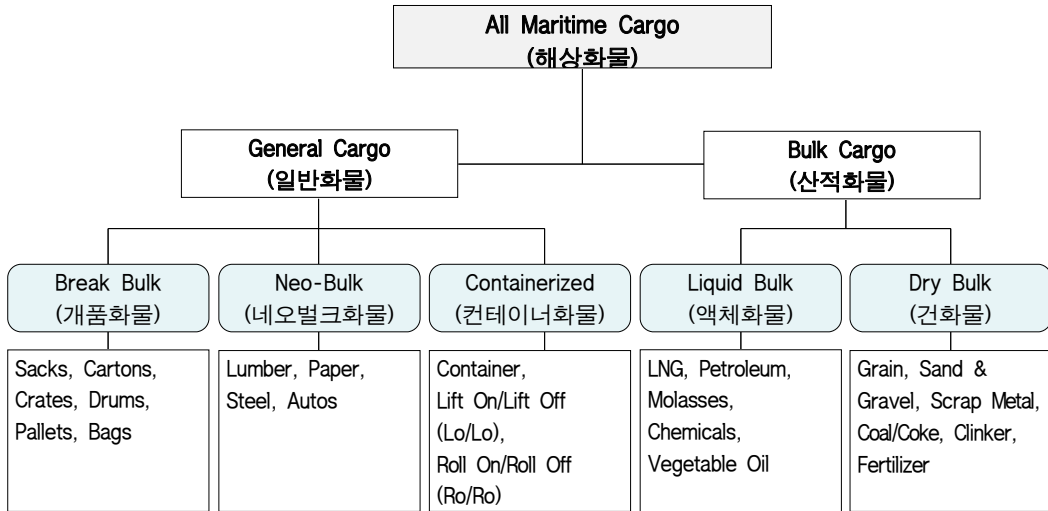 All Maritime Cargo
(해상화물)
General Cargo
(일반화물)
Bulk Cargo
(산적화물)
Break Bulk
(개품화물)
Neo-Bulk
(네오벌크화물)
Containerized
(컨테이너화물)
Liquid Bulk
(액체화물)
Dry Bulk
(건화물)
Sacks, Cartons,
Crates, Drums,
Pallets, Bags
Lumber, Paper,
Steel, Autos
Container,
Lift On/Lift Off
(Lo/Lo),
Roll On/Roll Off
(Ro/Ro)
LNG, Petroleum,
Molasses,
Chemicals,
Vegetable Oil
Grain, Sand &
Gravel, Scrap Metal,
Coal/Coke, Clinker,
Fertilizer